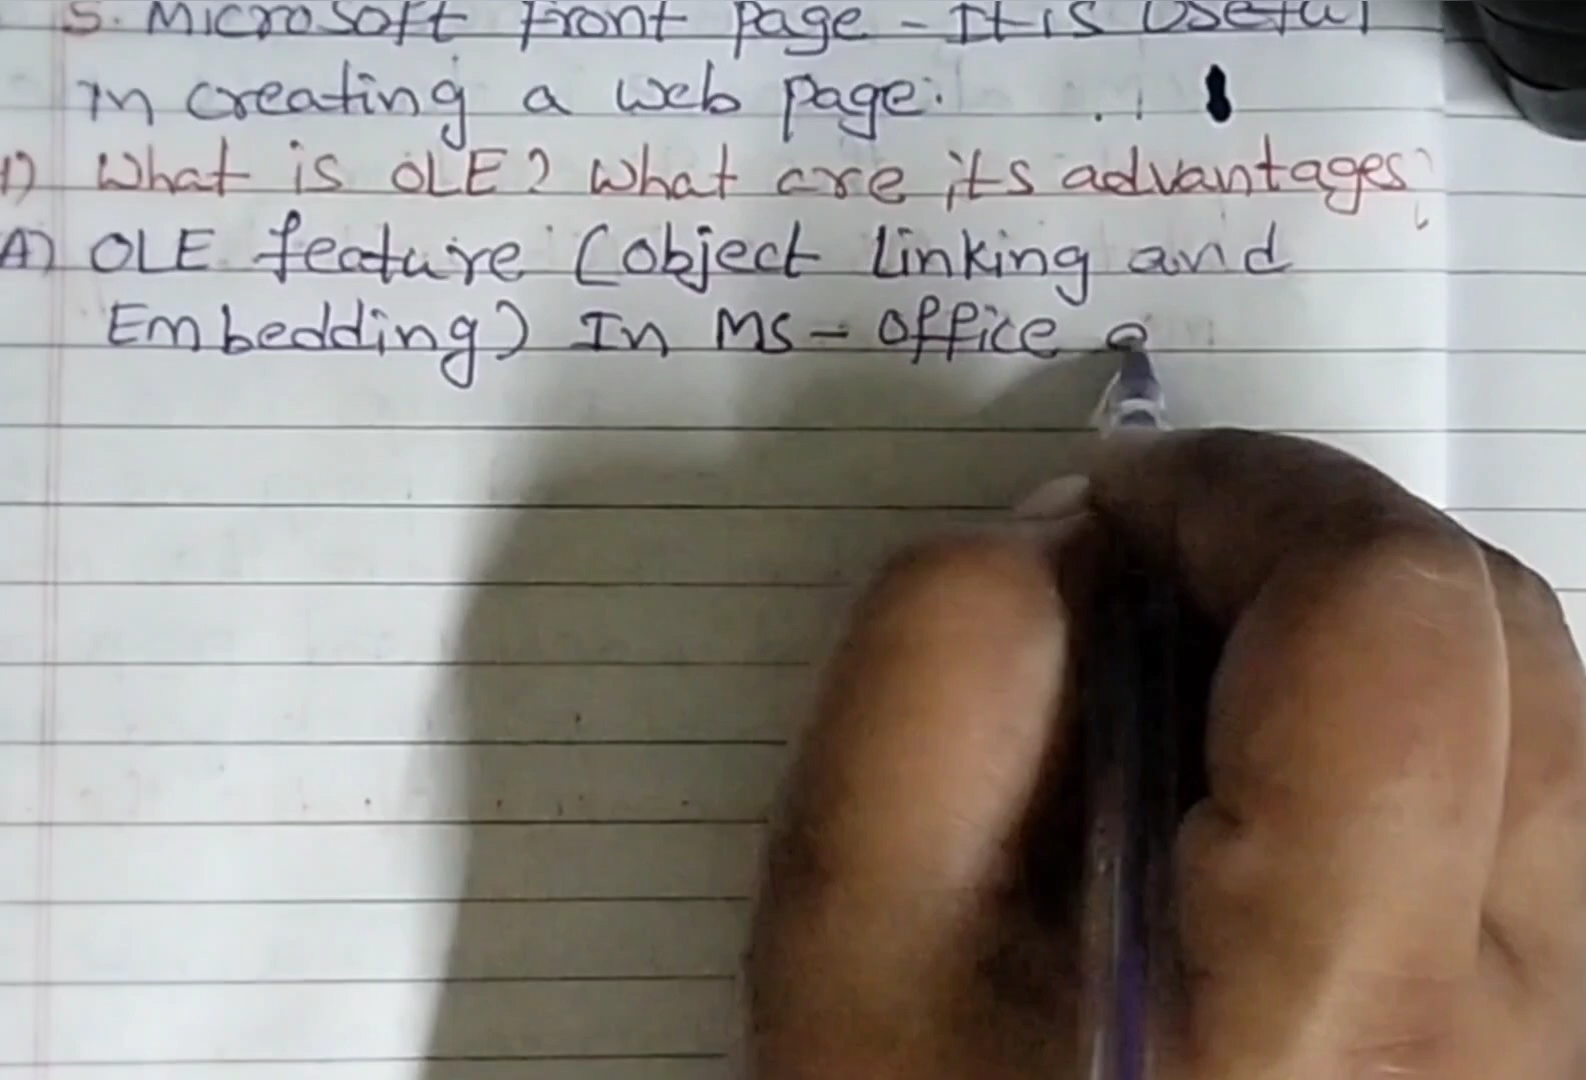 5. Microsoft Front page - It is Useful
In creating a web page.
1) What is OLE? What are its advantages?
A) OLE feature (object Linking and
Embedding) In MS - office a